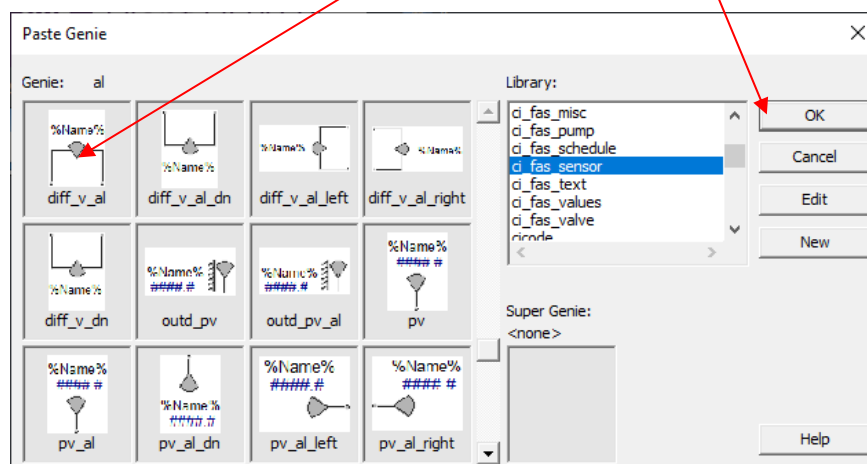 Paste Genie
Genie: al
Library:
%Name%
diff_v_al
%Name%
diff_v_al_dn
%Name%
diff_v_al_left
%Name%
diff_v_al_right
%Name%
diff_v_dn
%Name%
####.#
outd_pv
%Name%
####.#
outd_pv_al
%Name%
####.#
pv
%Name%
####.#
pv_al
%Name%
####.#
pv_al_dn
%Name%
####.#
pv_al_left
%Name%
####.#
pv_al_right
ci_fas_misc
ci_fas_pump
ci_fas_schedule
ci_fas_sensor
ci_fas_text
ci_fas_values
ci_fas_valve
cicode
Super Genie:
<none>
OK
Cancel
Edit
New
Help